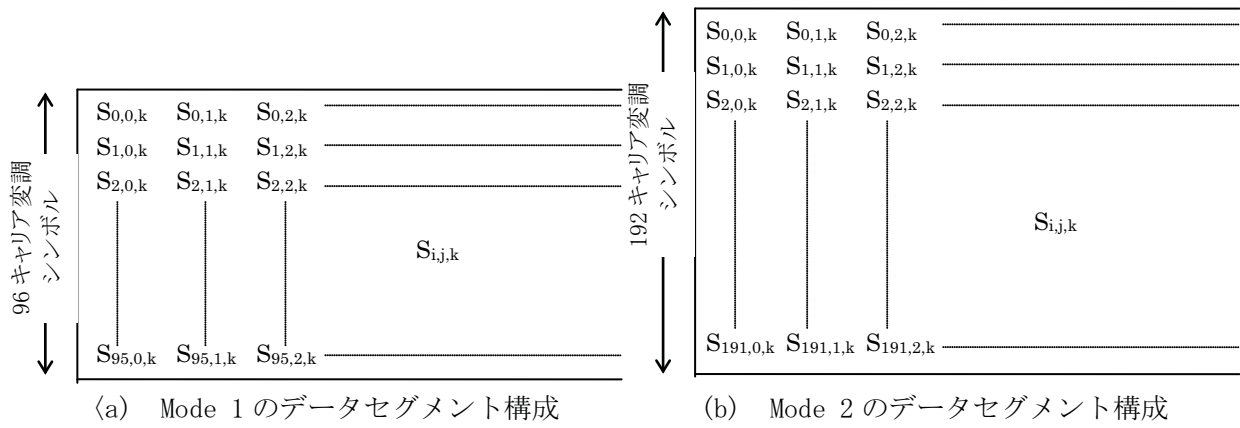 96 キャリア変調
シンボル
S0,0,k S0,1,k S0,2,k
S1,0,k S1,1,k S1,2,k
S2,0,k S2,1,k S2,2,k
Si,j,k
S95,0,k S95,1,k S95,2,k
(a) Mode 1 のデータセグメント構成
192 キャリア変調
シンボル
S0,0,k S0,1,k S0,2,k
S1,0,k S1,1,k S1,2,k
S2,0,k S2,1,k S2,2,k
Si,j,k
S191,0,k S191,1,k S191,2,k
(b) Mode 2 のデータセグメント構成